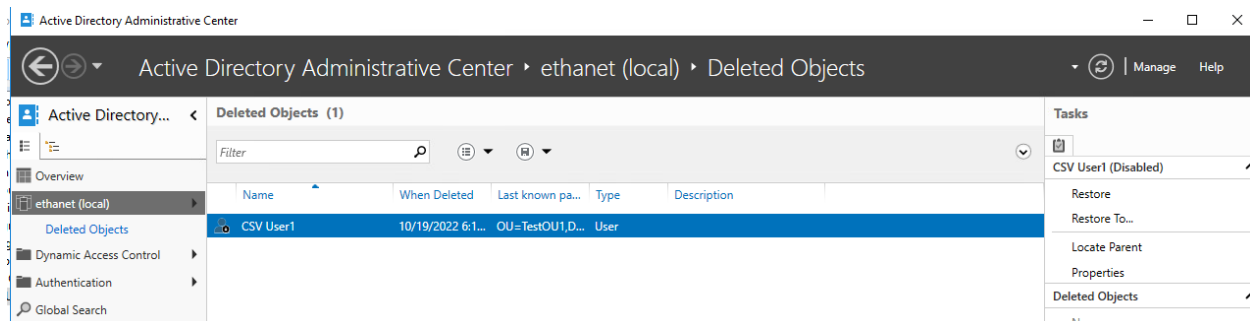 Active Directory Administrative Center
Active Directory Administrative Center • ethanet (local) • Deleted Objects
Manage
Help
Active Directory...
Overview
ethanet (local)
Deleted Objects
Dynamic Access Control
Authentication
Global Search
Deleted Objects (1)
Filter
Name When Deleted Last known pa... Type Description
CSV User1 10/19/2022 6:1... OU=TestOU1,D... User
Tasks
CSV User1 (Disabled)
Restore
Restore To...
Locate Parent
Properties
Deleted Objects